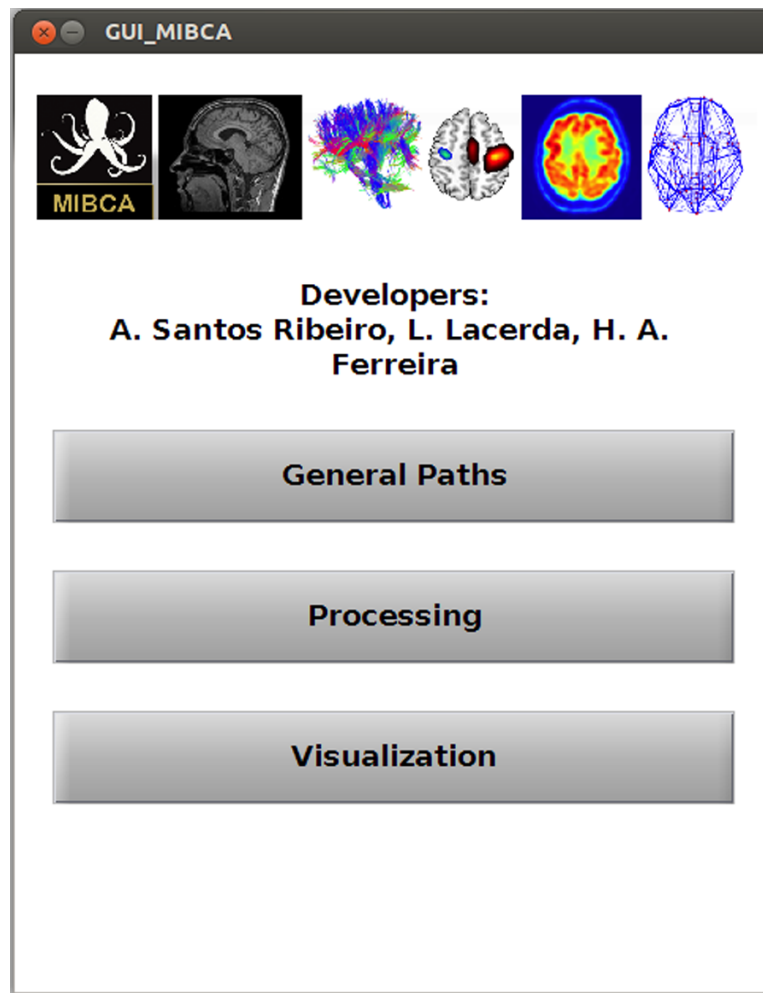 GUI_MIBCA
MIBCA
Developers:
A. Santos Ribeiro, L. Lacerda, H. A.
Ferreira
General Paths
Processing
Visualization